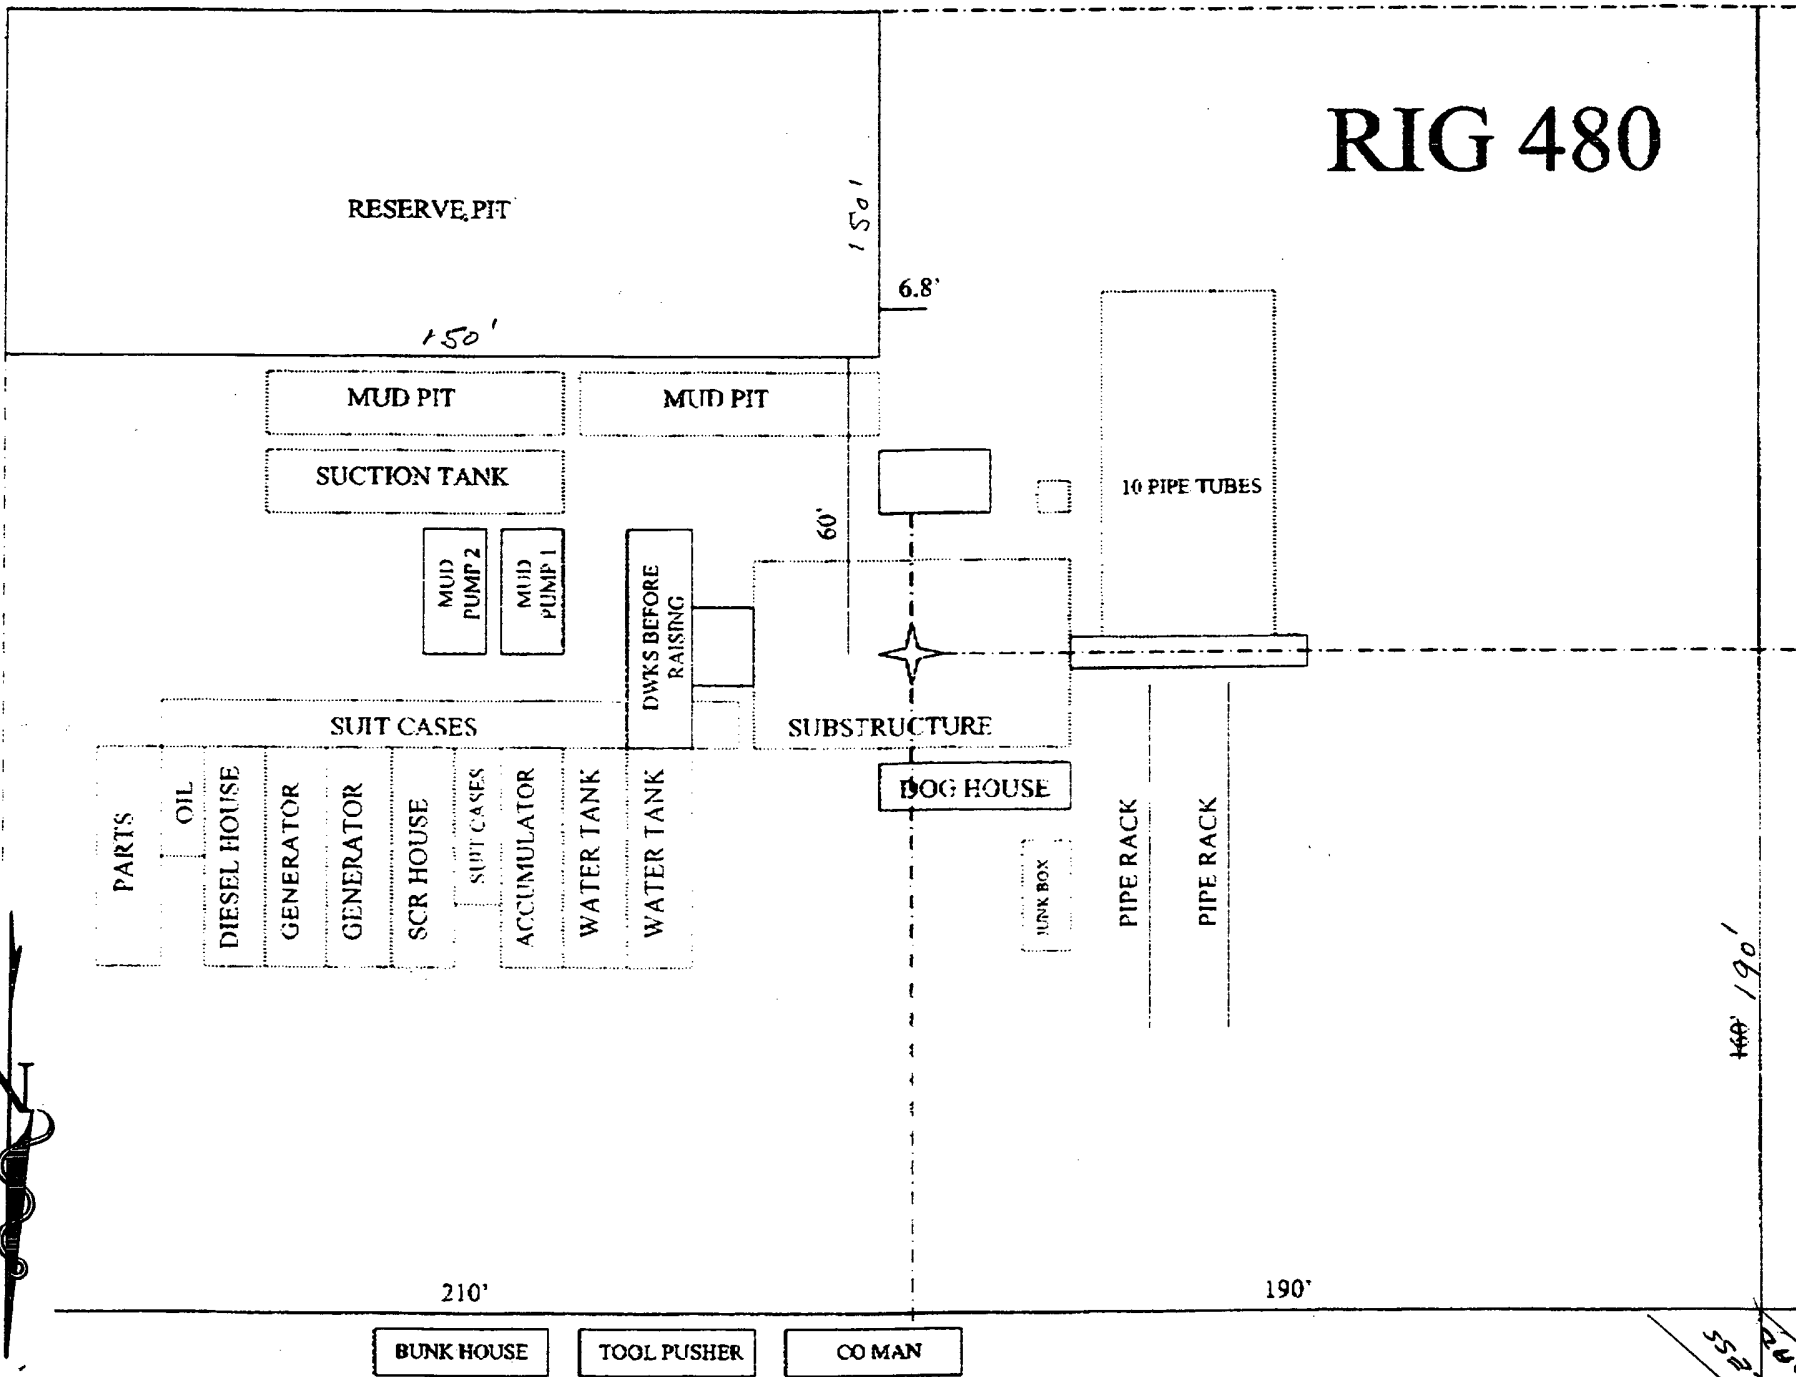 RIG 480
RESERVE PIT
150'
150'
6.8'
MUD PIT
MUD PIT
SUCTION TANK
10 PIPE TUBES
60'
MUD
PUMP 2
MUD
PUMP 1
DWKS BEFORE
RAISING
SUIT CASES
SUBSTRUCTURE
PARTS
OIL
DIESEL HOUSE
GENERATOR
GENERATOR
SCR HOUSE
SUIT CASES
ACCUMULATOR
WATER TANK
WATER TANK
DOG HOUSE
JUNK BOX
PIPE RACK
PIPE RACK
160' 190'
210'
190'
BUNK HOUSE
TOOL PUSHER
CO MAN